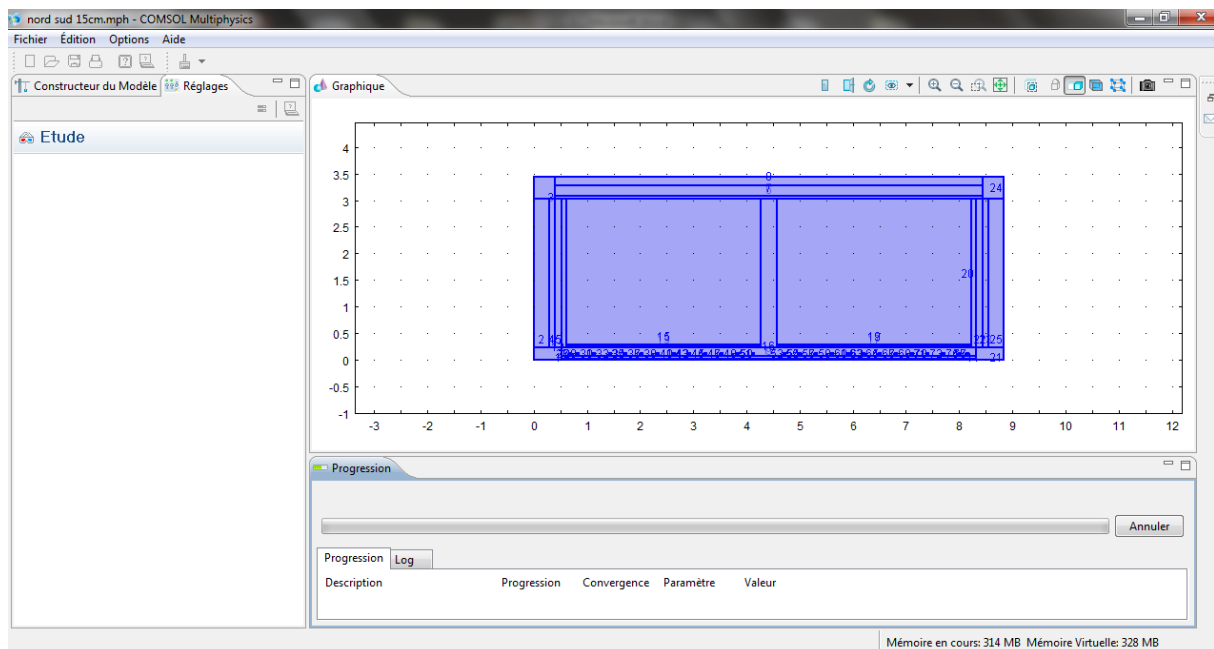 nord sud 15cm.mph - COMSOL Multiphysics
Fichier Édition Options Aide
Constructeur du Modèle Réglages
Graphique
Etude
4
3.5
3
2.5
2
1.5
1
0.5
0
-0.5
-1
7
24
20
15
19
2
25
21
-3 -2 -1 0 1 2 3 4 5 6 7 8 9 10 11 12
Progression
Annuler
Progression Log
Description Progression Convergence Paramètre Valeur
Mémoire en cours: 314 MB Mémoire Virtuelle: 328 MB